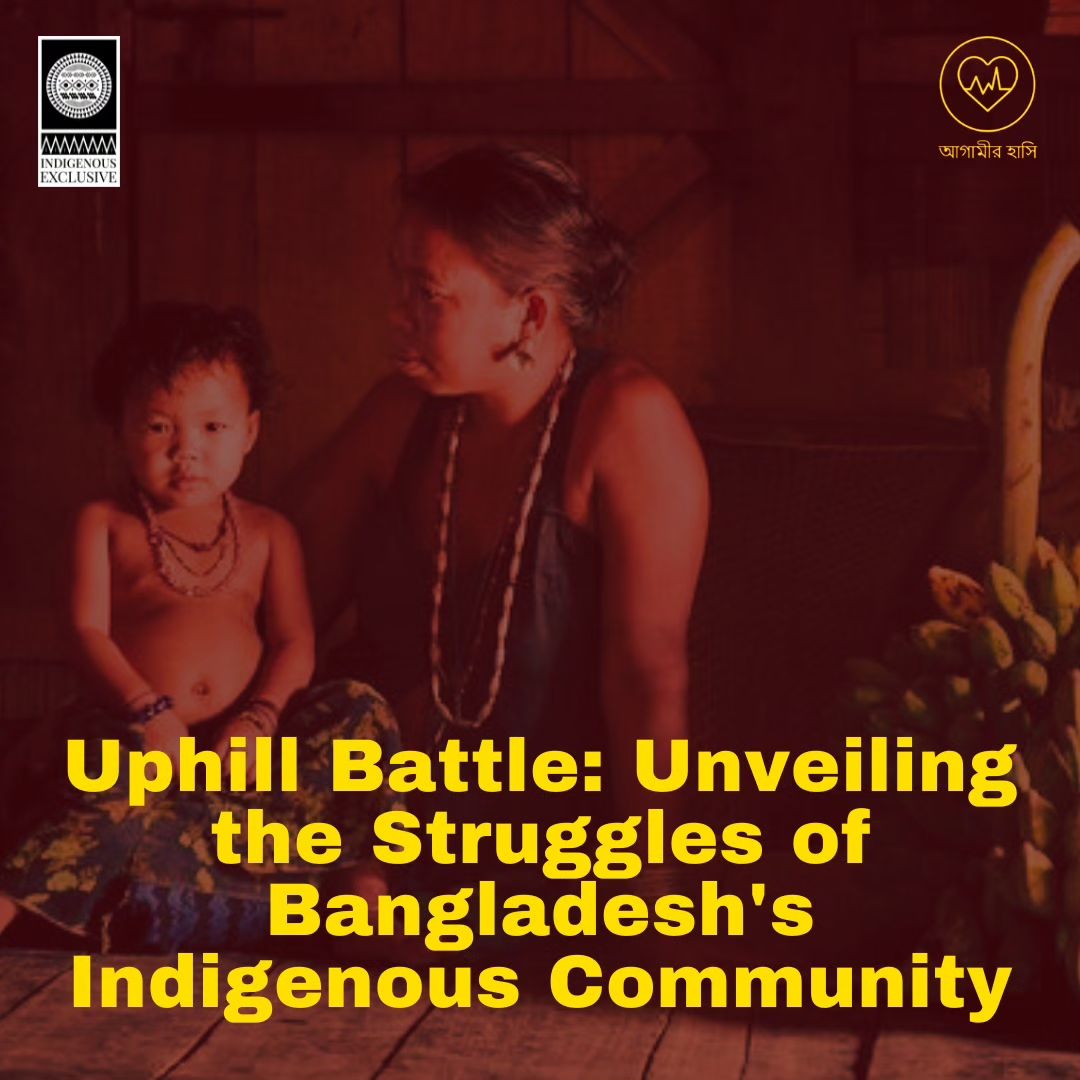 INDIGENOUS
EXCLUSIVE
আগামীর হাসি
Uphill Battle: Unveiling
the Struggles of
Bangladesh's
Indigenous Community